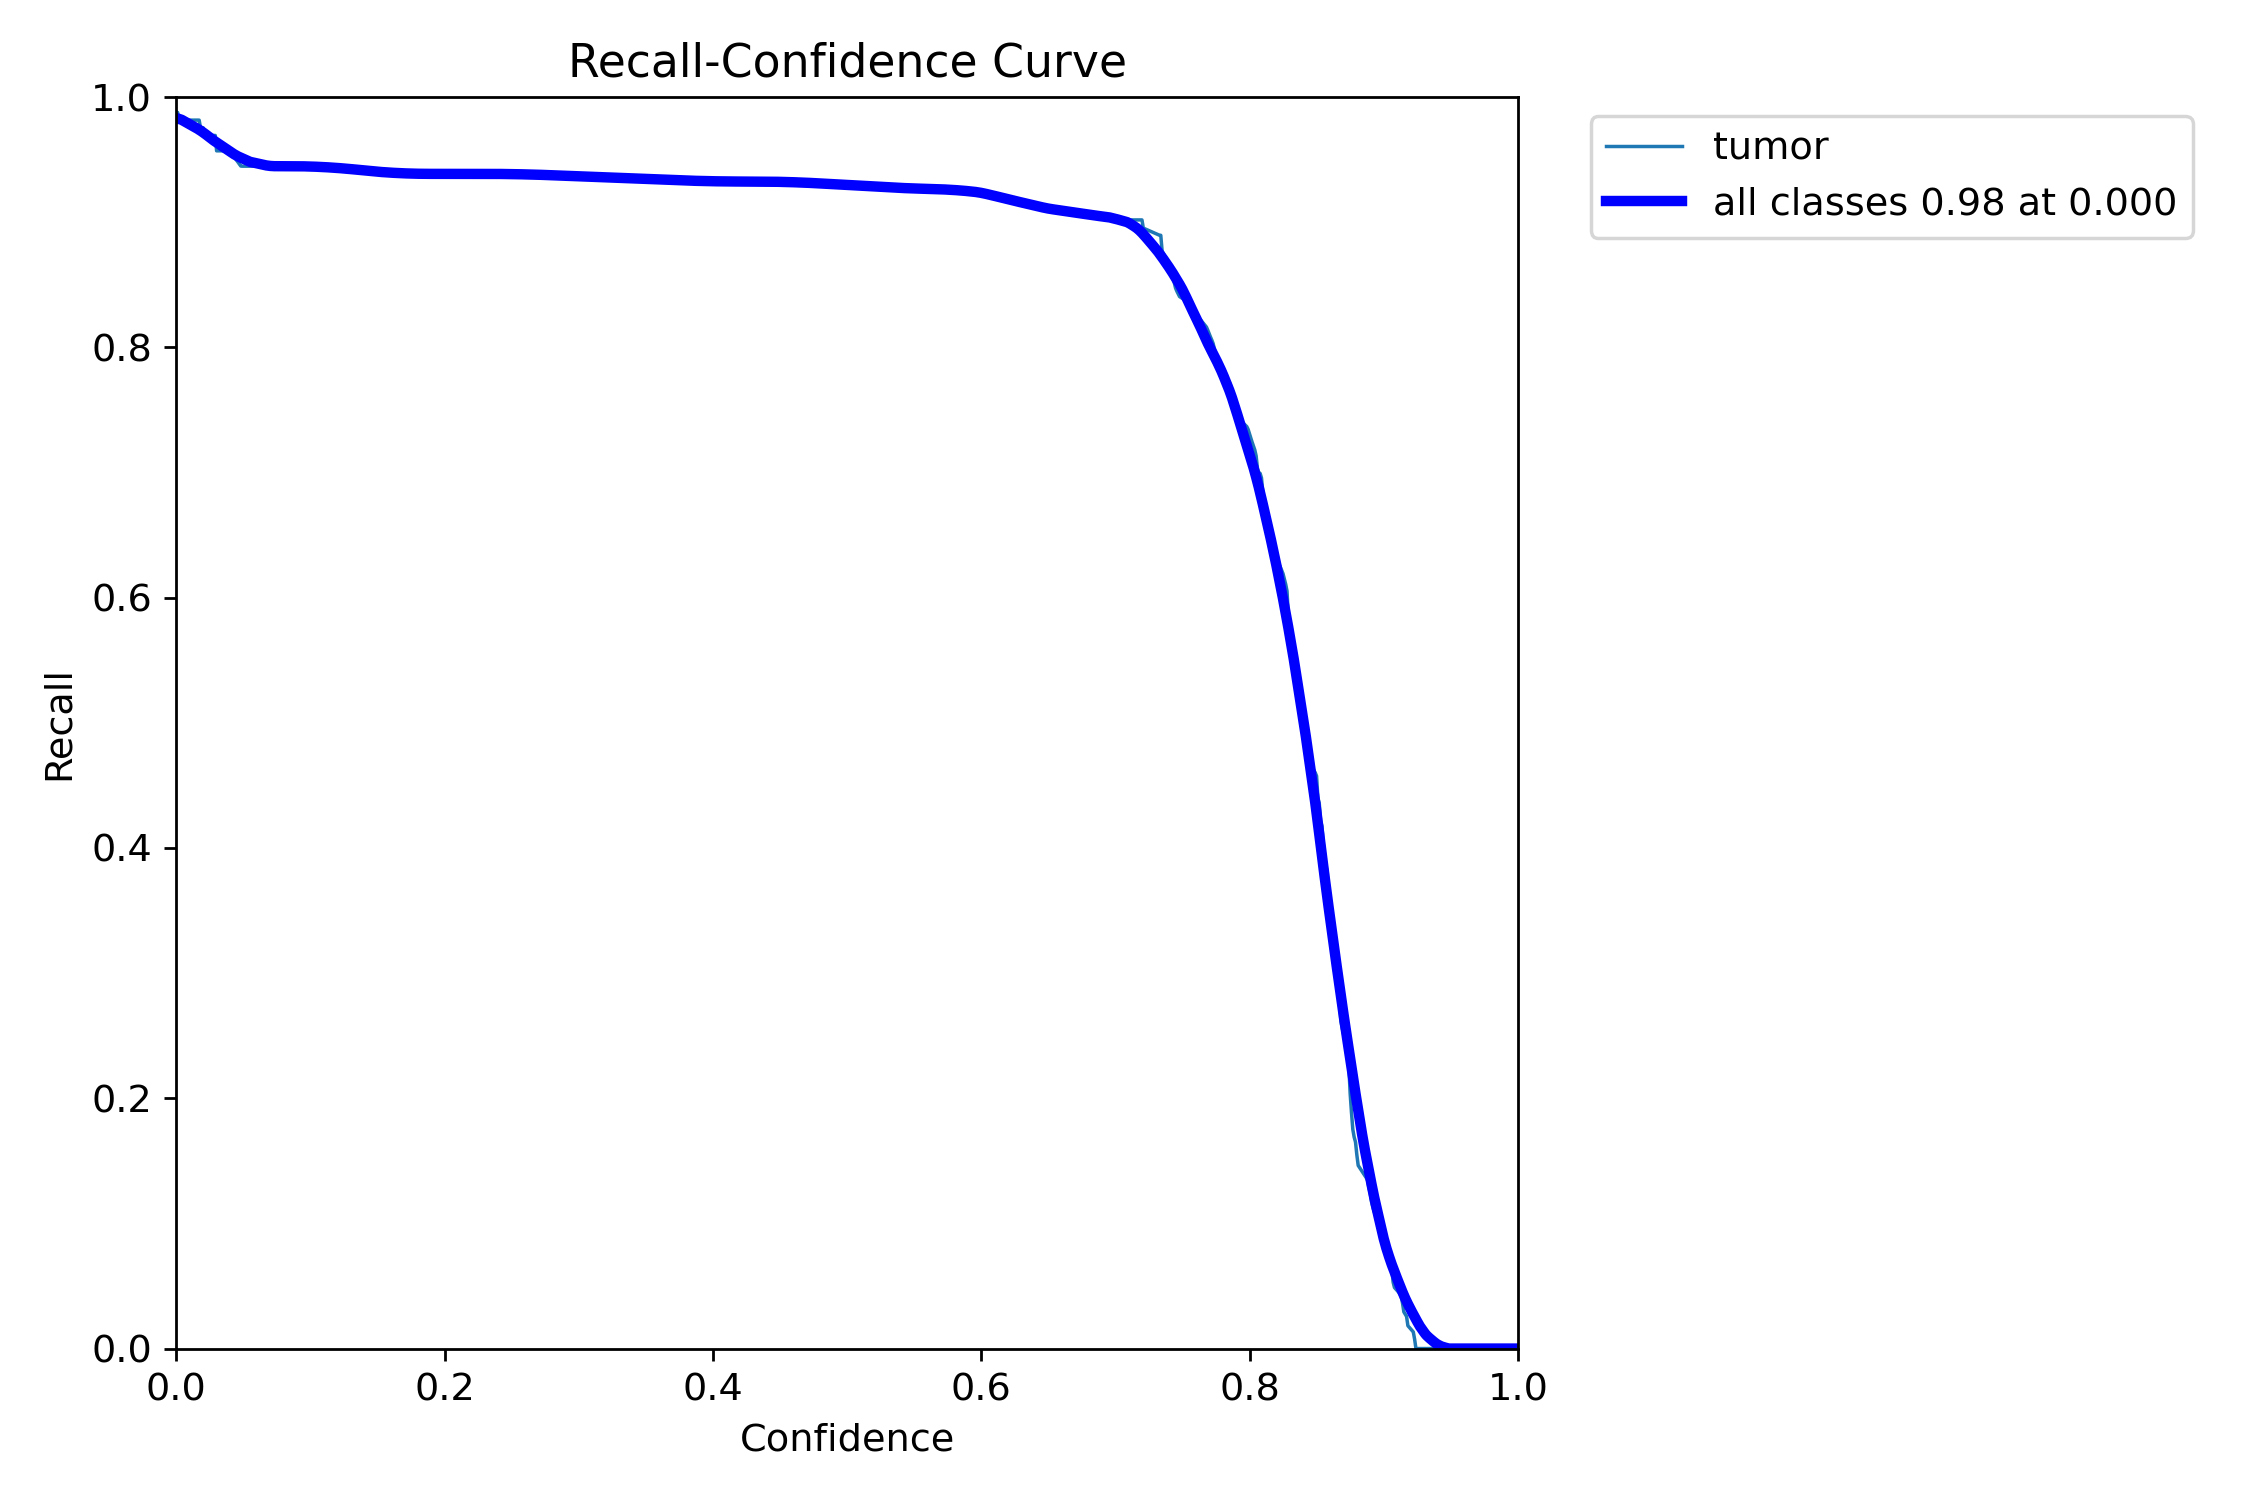 Recall-Confidence Curve
1.0
0.8
0.6
0.4
0.2
0.0
Recall
0.0 0.2 0.4 0.6 0.8 1.0
Confidence
tumor
all classes 0.98 at 0.000